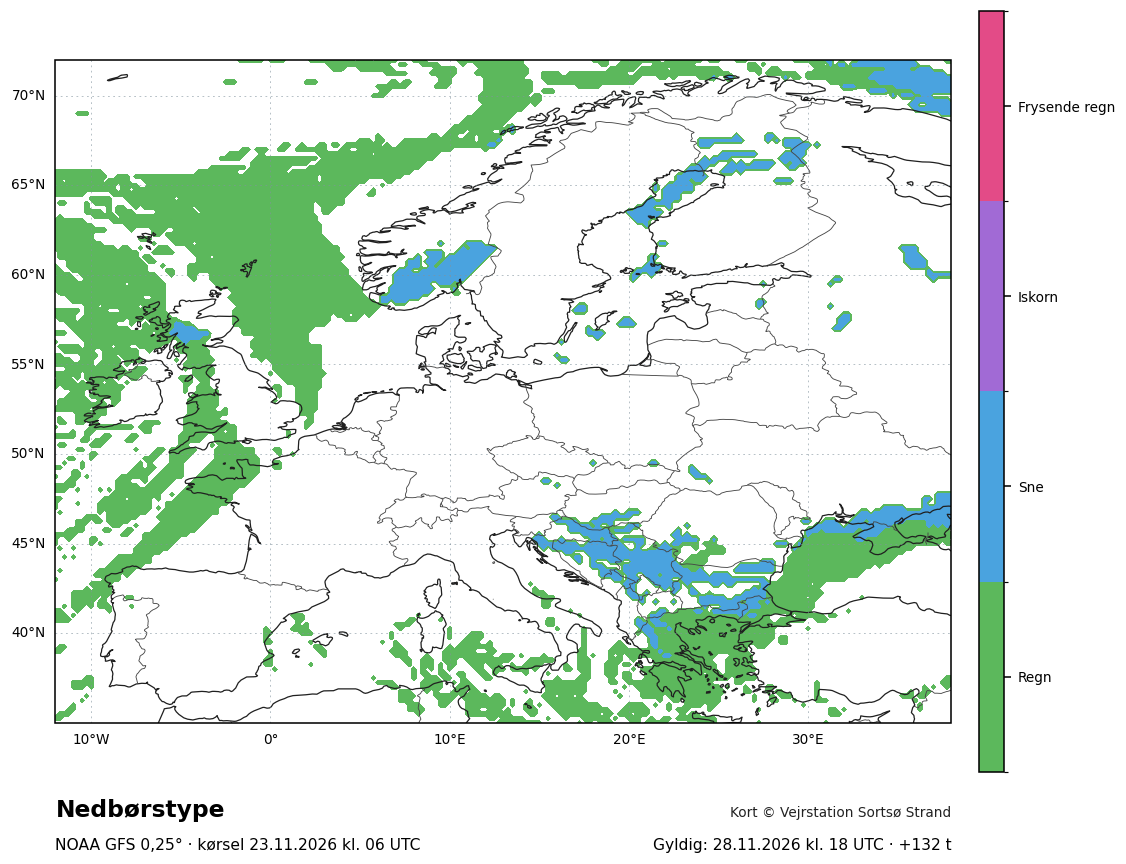 Frysende regn
Iskorn
Sne
Regn
70°N
65°N
60°N
55°N
50°N
45°N
40°N
10°W
0°
10°E
20°E
30°E
Nedbørstype
Kort © Vejrstation Sortsø Strand
NOAA GFS 0,25° · kørsel 23.11.2026 kl. 06 UTC
Gyldig: 28.11.2026 kl. 18 UTC · +132 t